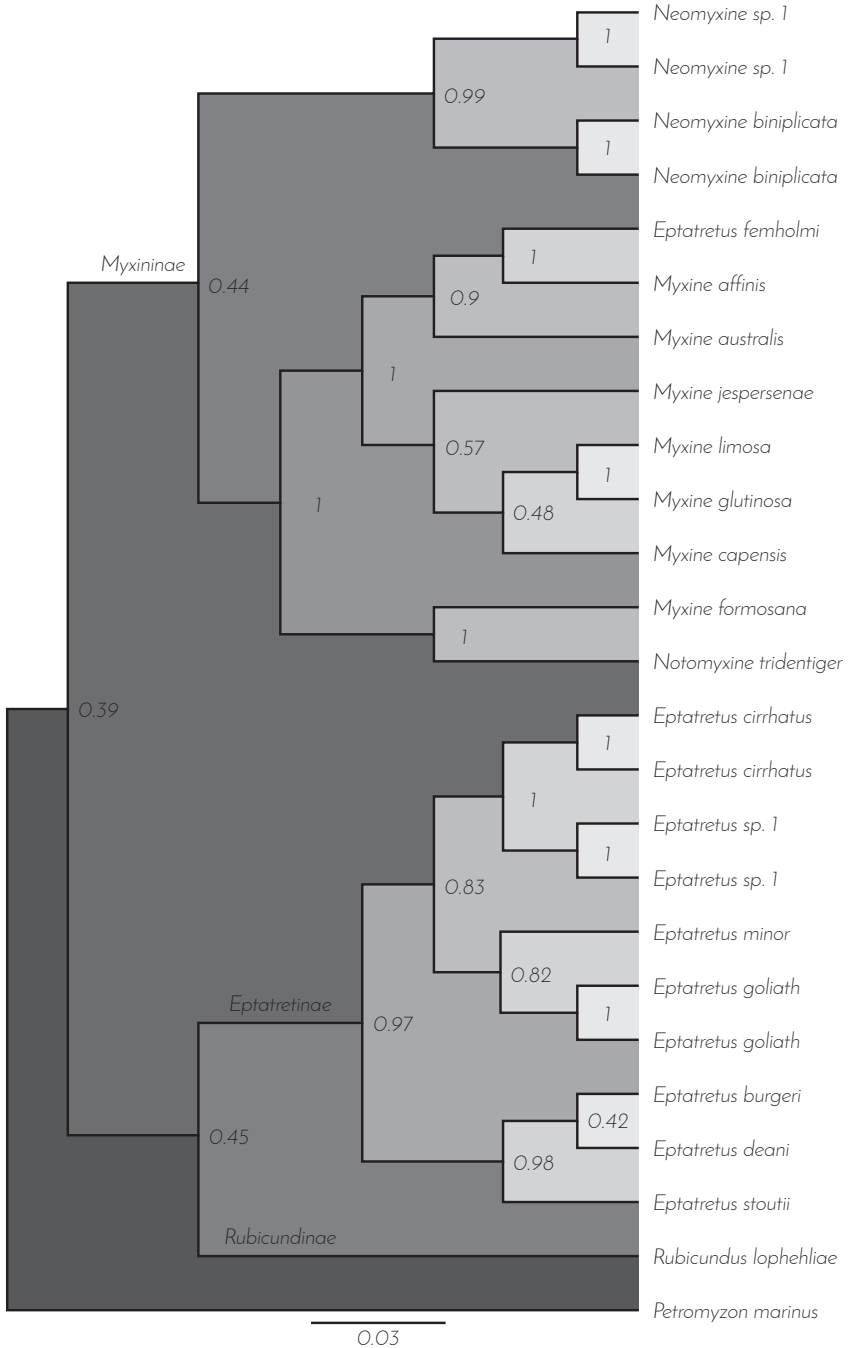 Neomyxine sp. 1
1
Neomyxine sp. 1
0.99
Neomyxine biniplicata
1
Neomyxine biniplicata
Eptatretus femholmi
1
Myxininae
0.44
Myxine affinis
0.9
Myxine australis
1
Myxine jespersenae
0.57
Myxine limosa
1
Myxine glutinosa
1
0.48
Myxine capensis
Myxine formosana
1
Notomyxine tridentiger
0.39
Eptatretus cirrhatus
1
Eptatretus cirrhatus
1
Eptatretus sp. 1
1
Eptatretus sp. 1
0.83
Eptatretus minor
0.82
Eptatretus goliath
Eptatretinae
1
0.97
Eptatretus goliath
Eptatretus burgeri
0.42
0.45
Eptatretus deani
0.98
Eptatretus stoutii
Rubicundinae
Rubicundus lophehliae
Petromyzon marinus
0.03